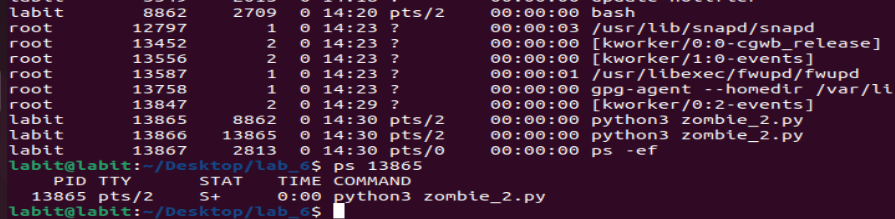 labit 8862 2709 0 14:20 pts/2 00:00:00 bash
root 12797 1 0 14:23 ? 00:00:03 /usr/lib/snapd/snapd
root 13452 2 0 14:23 ? 00:00:00 [kworker/0:0-cgwb_release]
root 13556 2 0 14:23 ? 00:00:00 [kworker/1:0-events]
root 13587 1 0 14:23 ? 00:00:01 /usr/libexec/fwupd/fwupd
root 13758 1 0 14:23 ? 00:00:00 gpg-agent --homedir /var/li
root 13847 2 0 14:29 ? 00:00:00 [kworker/0:2-events]
labit 13865 8862 0 14:30 pts/2 00:00:00 python3 zombie_2.py
labit 13866 13865 0 14:30 pts/2 00:00:00 python3 zombie_2.py
labit 13867 2813 0 14:30 pts/0 00:00:00 ps -ef
labit@labit:~/Desktop/lab_6$ ps 13865
PID TTY STAT TIME COMMAND
13865 pts/2 S+ 0:00 python3 zombie_2.py
labit@labit:~/Desktop/lab_6$